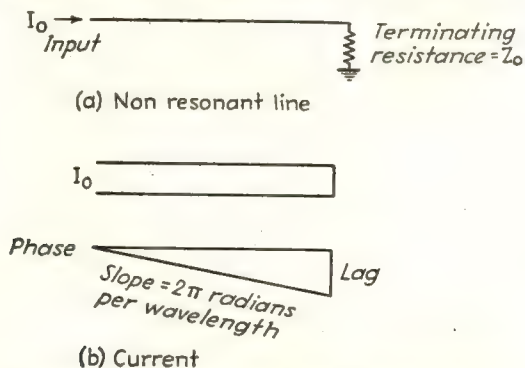 I₀ →
Input
Terminating
resistance = Z₀
(a) Non resonant line
I₀
Phase
Lag
Slope = 2π radians
per wavelength
(b) Current